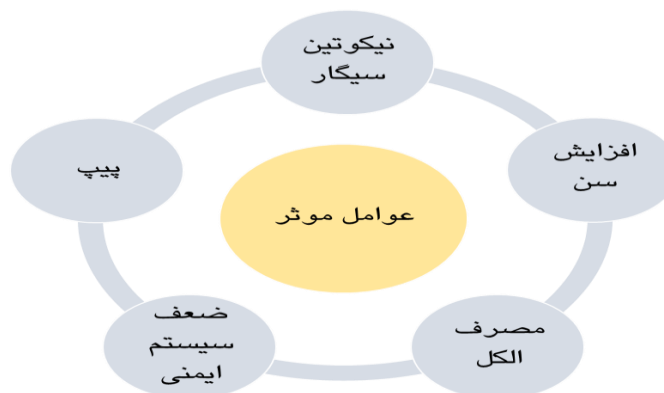 نیکوتین
سیگار
افزایش
سن
پیپ
عوامل موثر
ضعف
سیستم
ایمنی
مصرف
الکل